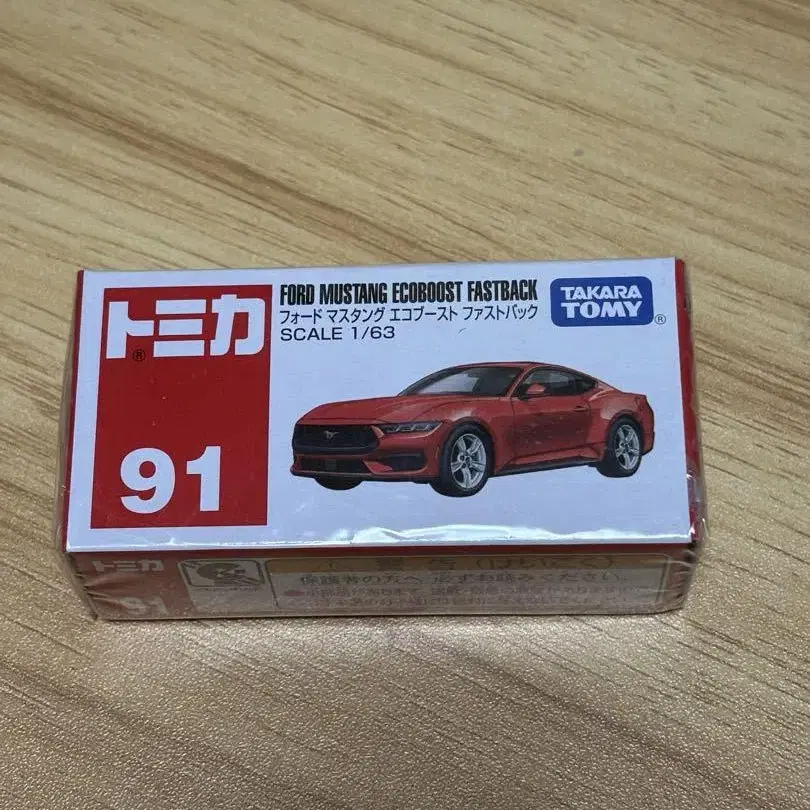 トミカ®
91
FORD MUSTANG ECOBOOST FASTBACK
フォード マスタング エコブースト ファストバック
SCALE 1/63
TAKARA
TOMY®
トミカ
91
保護者の方へ 必ずお読みください。